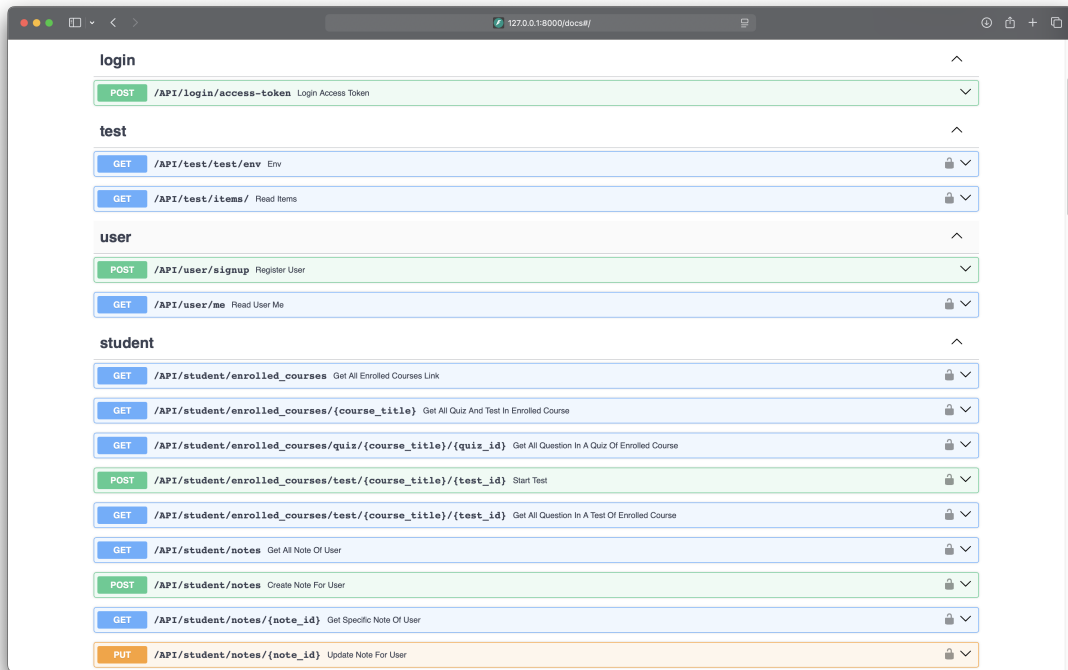 127.0.0.1:8000/docs#/
login
POST /API/login/access-token Login Access Token
test
GET /API/test/test/env Env
GET /API/test/items/ Read Items
user
POST /API/user/signup Register User
GET /API/user/me Read User Me
student
GET /API/student/enrolled_courses Get All Enrolled Courses Link
GET /API/student/enrolled_courses/{course_title} Get All Quiz And Test In Enrolled Course
GET /API/student/enrolled_courses/quiz/{course_title}/{quiz_id} Get All Question In A Quiz Of Enrolled Course
POST /API/student/enrolled_courses/test/{course_title}/{test_id} Start Test
GET /API/student/enrolled_courses/test/{course_title}/{test_id} Get All Question In A Test Of Enrolled Course
GET /API/student/notes Get All Note Of User
POST /API/student/notes Create Note For User
GET /API/student/notes/{note_id} Get Specific Note Of User
PUT /API/student/notes/{note_id} Update Note For User